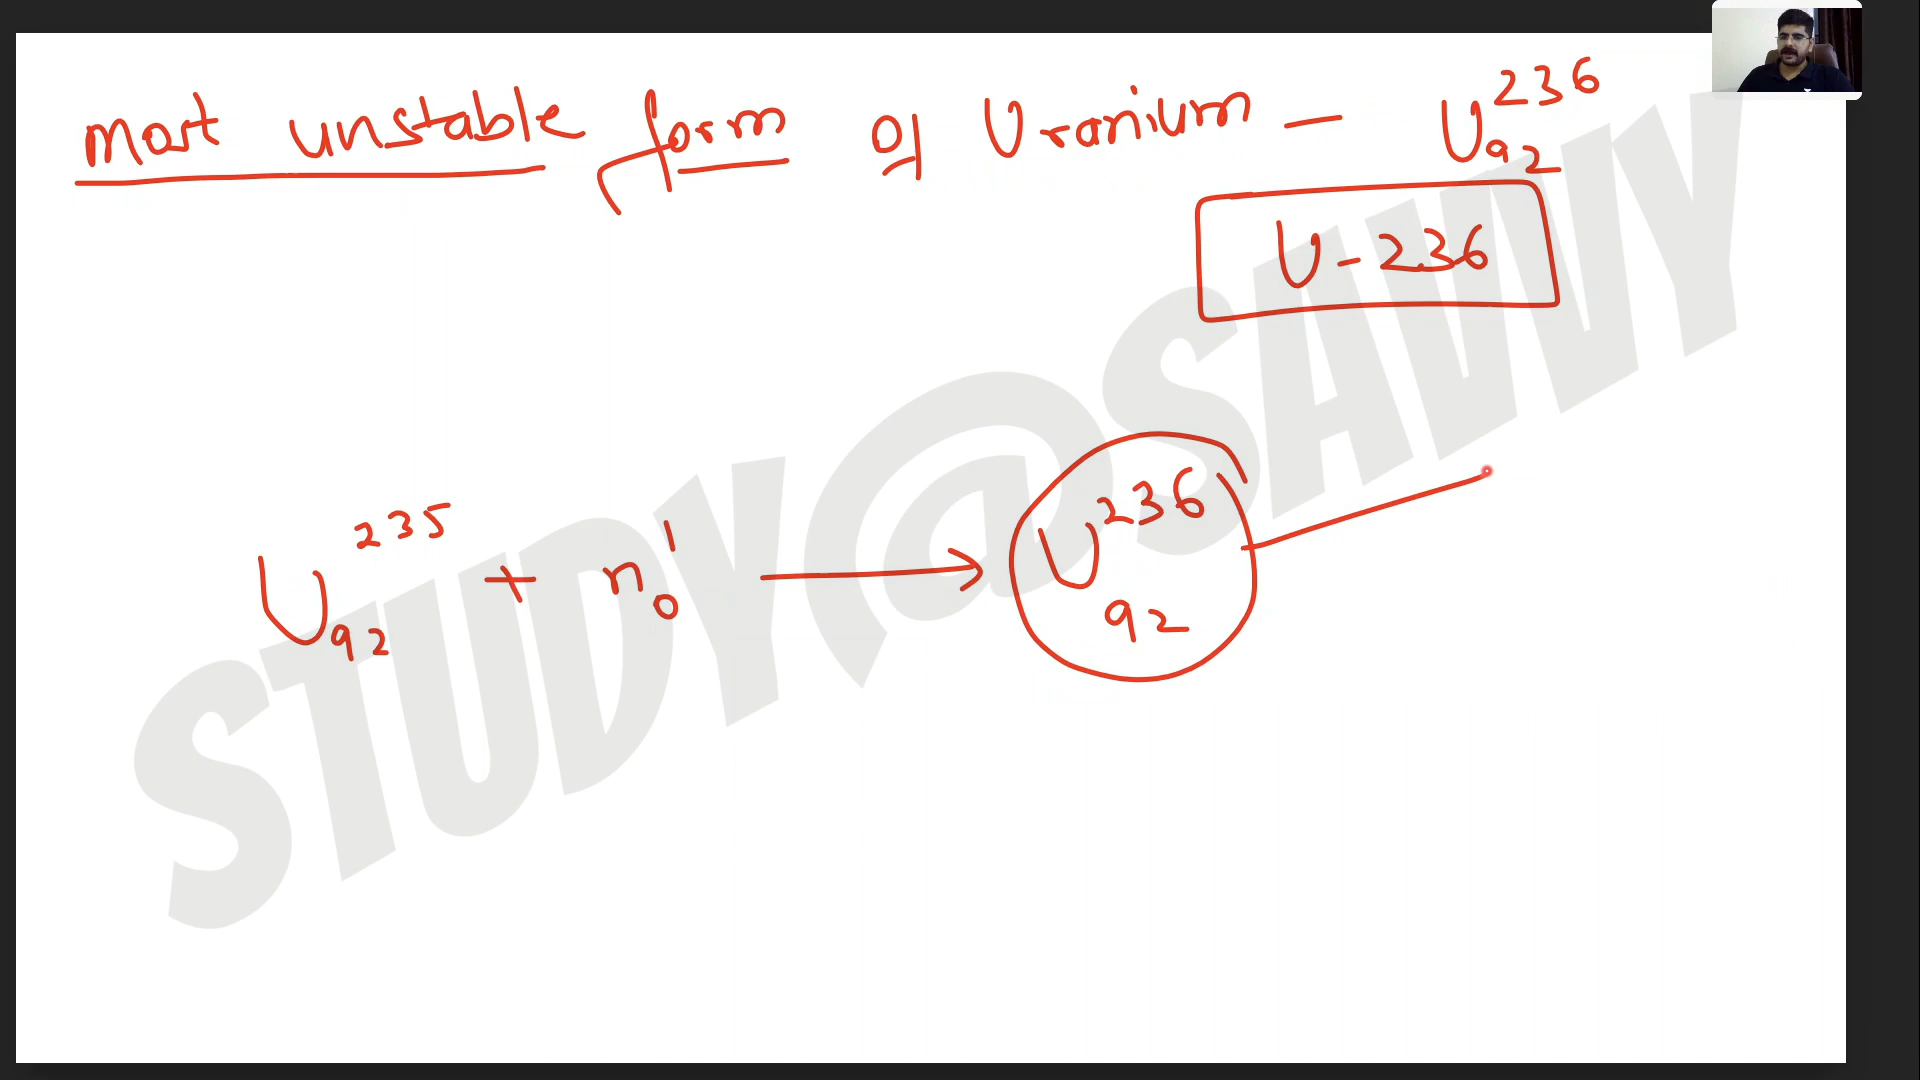 most unstable form of Uranium — U 236 92
U - 236
U 235 92 + n 1 0 → U 236 92
STUDY@SAVVY